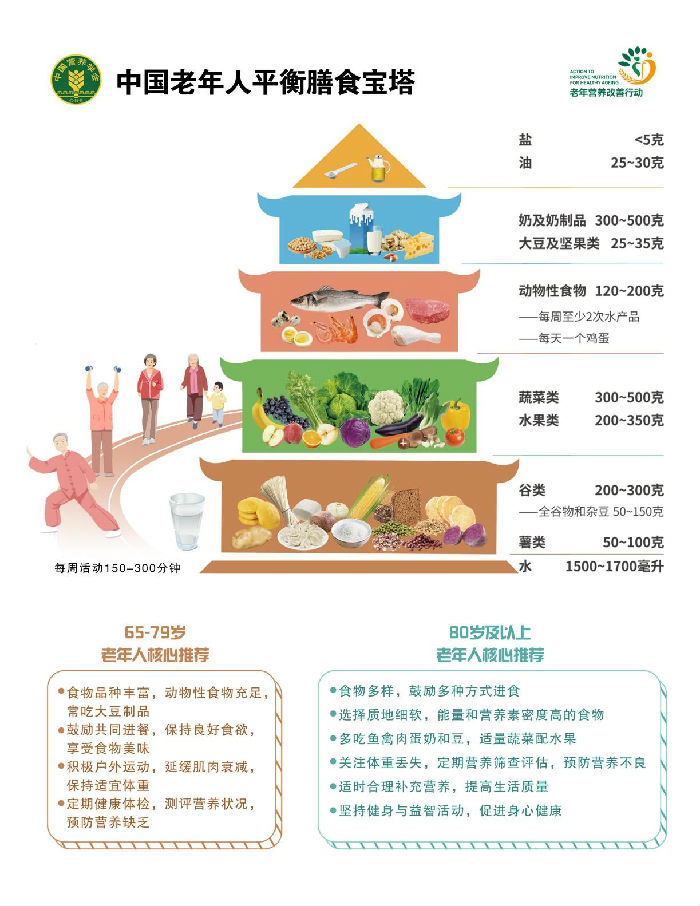 中国营养学会
中国老年人平衡膳食宝塔
ACTION TO
IMPROVE NUTRITION
FOR HEALTHY AGEING
老年营养改善行动
盐 <5克
油 25~30克
奶及奶制品 300~500克
大豆及坚果类 25~35克
动物性食物 120~200克
——每周至少2次水产品
——每天一个鸡蛋
蔬菜类 300~500克
水果类 200~350克
谷类 200~300克
——全谷物和杂豆 50~150克
薯类 50~100克
水 1500~1700毫升
每周活动150-300分钟
65-79岁
老年人核心推荐
●食物品种丰富，动物性食物充足，
常吃大豆制品
●鼓励共同进餐，保持良好食欲，
享受食物美味
●积极户外运动，延缓肌肉衰减，
保持适宜体重
●定期健康体检，测评营养状况，
预防营养缺乏
80岁及以上
老年人核心推荐
●食物多样，鼓励多种方式进食
●选择质地细软，能量和营养素密度高的食物
●多吃鱼禽肉蛋奶和豆，适量蔬菜配水果
●关注体重丢失，定期营养筛查评估，预防营养不良
●适时合理补充营养，提高生活质量
●坚持健身与益智活动，促进身心健康